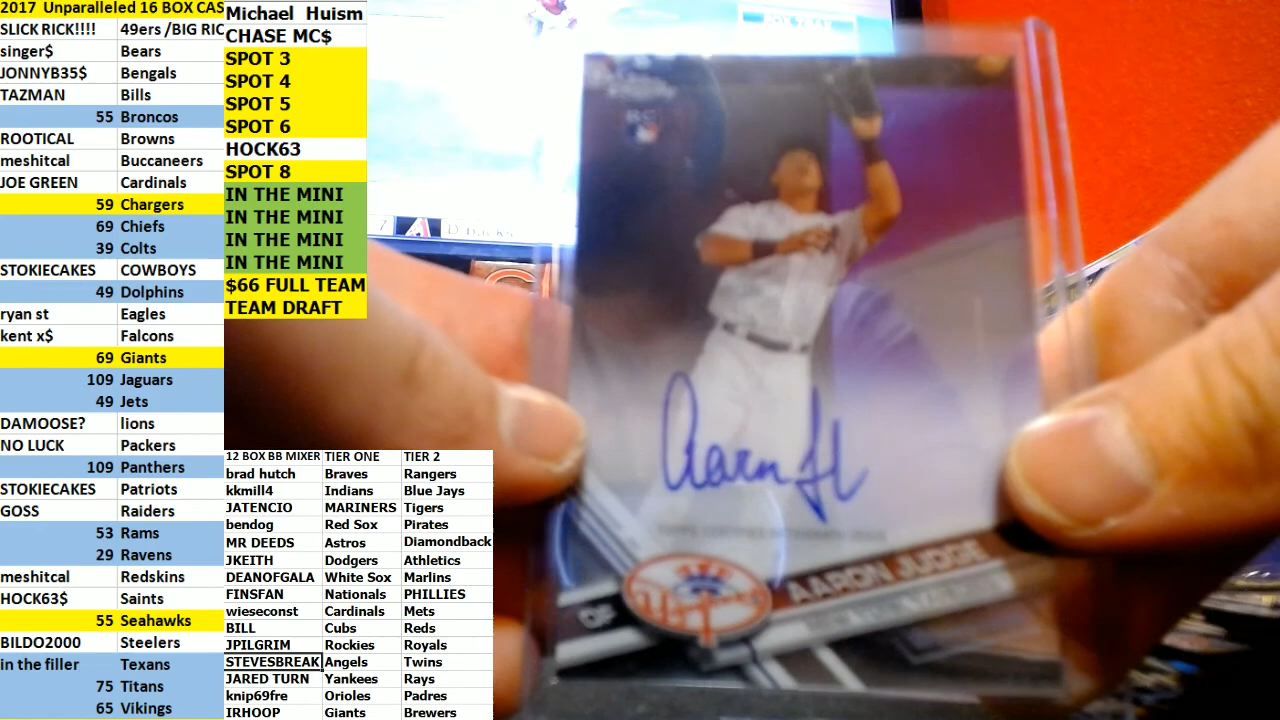 2017 Unparalleled 16 BOX CAS
SLICK RICK!!!! 49ers /BIG RIC
singer$ Bears
JONNYB35$ Bengals
TAZMAN Bills
55 Broncos
ROOTICAL Browns
meshitcal Buccaneers
JOE GREEN Cardinals
59 Chargers
69 Chiefs
39 Colts
STOKIECAKES COWBOYS
49 Dolphins
ryan st Eagles
kent x$ Falcons
69 Giants
109 Jaguars
49 Jets
DAMOOSE? lions
NO LUCK Packers
109 Panthers
STOKIECAKES Patriots
GOSS Raiders
53 Rams
29 Ravens
meshitcal Redskins
HOCK63$ Saints
55 Seahawks
BILDO2000 Steelers
in the filler Texans
75 Titans
65 Vikings
Michael Huism
CHASE MC$
SPOT 3
SPOT 4
SPOT 5
SPOT 6
HOCK63
SPOT 8
IN THE MINI
IN THE MINI
IN THE MINI
IN THE MINI
$66 FULL TEAM
TEAM DRAFT
12 BOX BB MIXER TIER ONE TIER 2
brad hutch Braves Rangers
kkmill4 Indians Blue Jays
JATENCIO MARINERS Tigers
bendog Red Sox Pirates
MR DEEDS Astros Diamondback
JKEITH Dodgers Athletics
DEANOFGALA White Sox Marlins
FINSFAN Nationals PHILLIES
wieseconst Cardinals Mets
BILL Cubs Reds
JPILGRIM Rockies Royals
STEVESBREAK Angels Twins
JARED TURN Yankees Rays
knip69fre Orioles Padres
IRHOOP Giants Brewers
7 A D'backs
RC
Aaron
OF
Yankees
AARON JUDGE